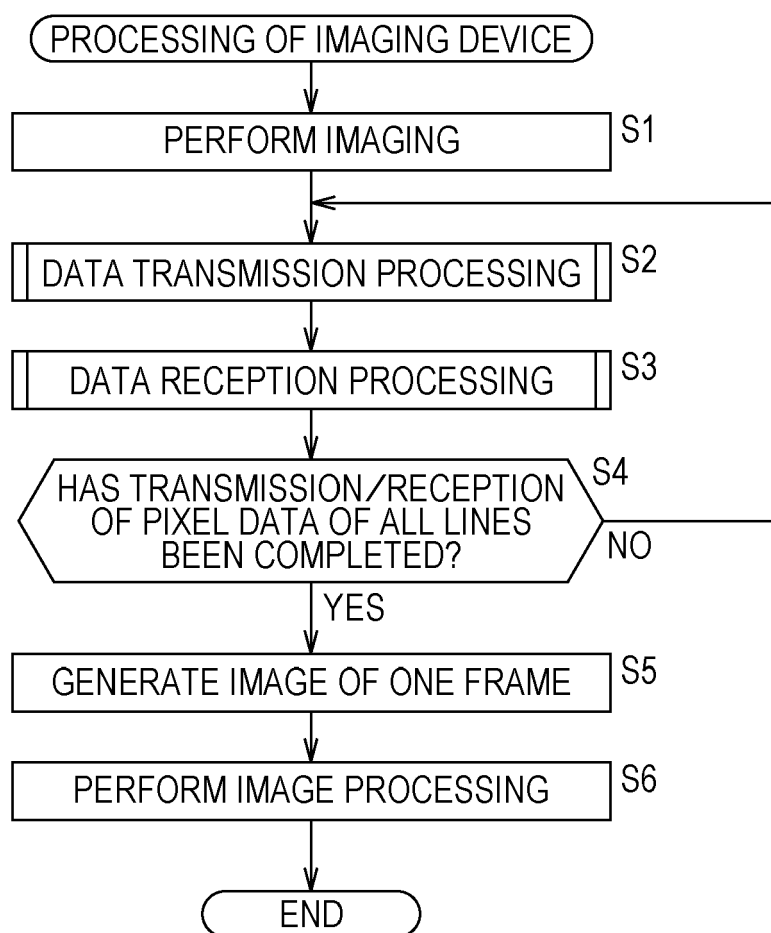 PROCESSING OF IMAGING DEVICE
PERFORM IMAGING
S1
DATA TRANSMISSION PROCESSING
S2
DATA RECEPTION PROCESSING
S3
HAS TRANSMISSION/RECEPTION
OF PIXEL DATA OF ALL LINES
BEEN COMPLETED?
S4
NO
YES
GENERATE IMAGE OF ONE FRAME
S5
PERFORM IMAGE PROCESSING
S6
END